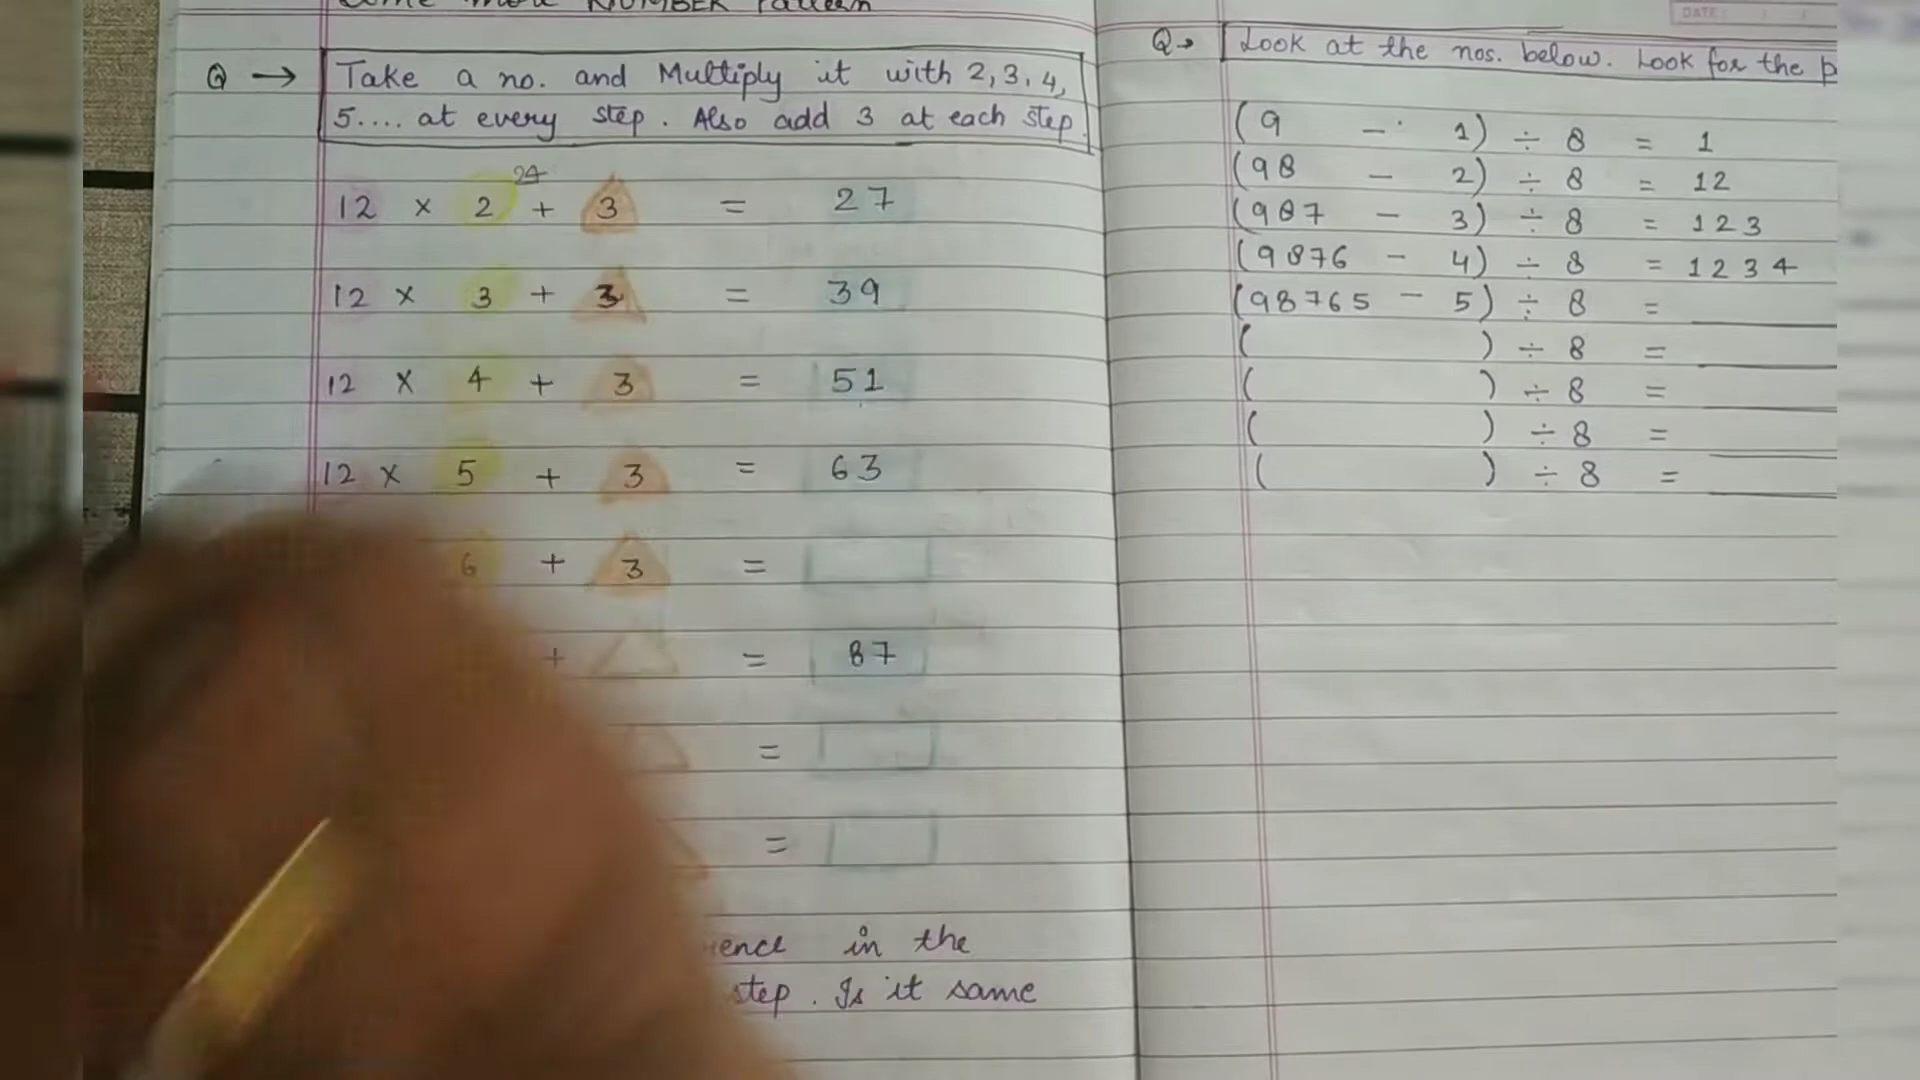 Some more NUMBER Pattern
Q → Take a no. and Multiply it with 2, 3, 4,
5.... at every step. Also add 3 at each step
24
12 × 2 + 3 = 27
12 × 3 + 3 = 39
12 × 4 + 3 = 51
12 × 5 + 3 = 63
6 + 3 =
+ = 87
=
=
in the
step. Is it same
DATE:
Q→ Look at the nos. below. Look for the
(9 - 1) ÷ 8 = 1
(98 - 2) ÷ 8 = 12
(987 - 3) ÷ 8 = 123
(9876 - 4) ÷ 8 = 1234
(98765 - 5) ÷ 8 =
( ) ÷ 8 =
( ) ÷ 8 =
( ) ÷ 8 =
( ) ÷ 8 =